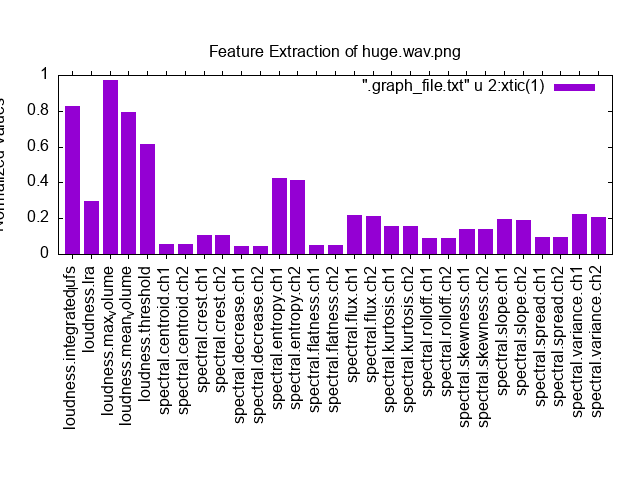 Feature Extraction of huge.wav.png
".graph_file.txt" u 2:xtic(1)
Normalized Values
1
0.8
0.6
0.4
0.2
0
loudness.integratedlufs
loudness.lra
loudness.maxvolume
loudness.meanvolume
loudness.threshold
spectral.centroid.ch1
spectral.centroid.ch2
spectral.crest.ch1
spectral.crest.ch2
spectral.decrease.ch1
spectral.decrease.ch2
spectral.entropy.ch1
spectral.entropy.ch2
spectral.flatness.ch1
spectral.flatness.ch2
spectral.flux.ch1
spectral.flux.ch2
spectral.kurtosis.ch1
spectral.kurtosis.ch2
spectral.rolloff.ch1
spectral.rolloff.ch2
spectral.skewness.ch1
spectral.skewness.ch2
spectral.slope.ch1
spectral.slope.ch2
spectral.spread.ch1
spectral.spread.ch2
spectral.variance.ch1
spectral.variance.ch2